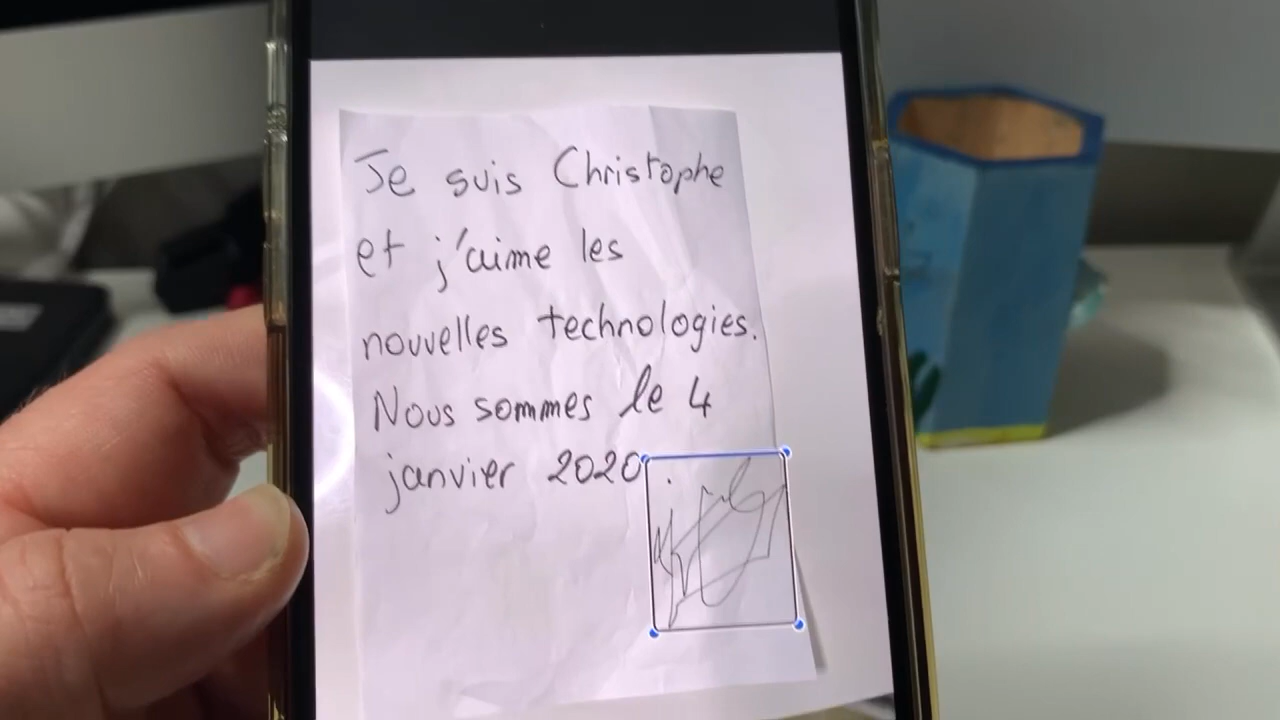 Je suis Christophe
et j'aime les
nouvelles technologies.
Nous sommes le 4
janvier 2020.